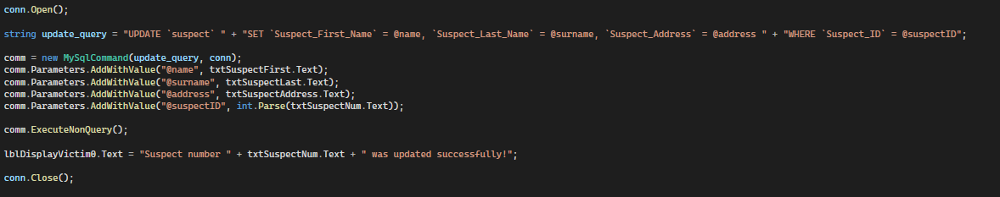 conn.Open();
string update_query = "UPDATE `suspect` " + "SET `Suspect_First_Name` = @name, `Suspect_Last_Name` = @surname, `Suspect_Address` = @address " + "WHERE `Suspect_ID` = @suspectID";
comm = new MySqlCommand(update_query, conn);
comm.Parameters.AddWithValue("@name", txtSuspectFirst.Text);
comm.Parameters.AddWithValue("@surname", txtSuspectLast.Text);
comm.Parameters.AddWithValue("@address", txtSuspectAddress.Text);
comm.Parameters.AddWithValue("@suspectID", int.Parse(txtSuspectNum.Text));
comm.ExecuteNonQuery();
lblDisplayVictim0.Text = "Suspect number " + txtSuspectNum.Text + " was updated successfully!";
conn.Close();